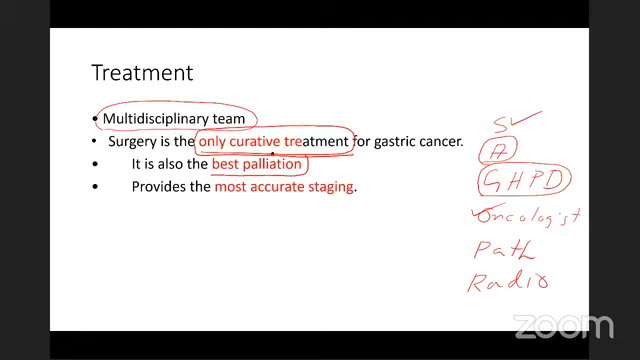 Treatment
• Multidisciplinary team
• Surgery is the only curative treatment for gastric cancer.
• It is also the best palliation
• Provides the most accurate staging.
S
A
GHPD
Oncologist
Path
Radio
zoom